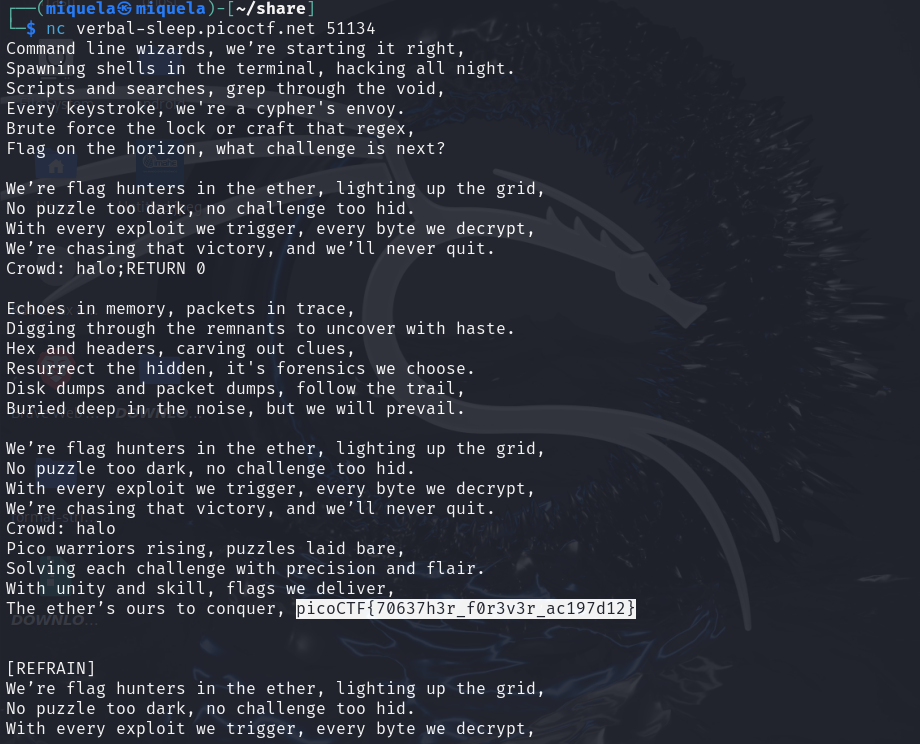 ┌──(miquela㉿miquela)-[~/share]
└─$ nc verbal-sleep.picoctf.net 51134
Command line wizards, we’re starting it right,
Spawning shells in the terminal, hacking all night.
Scripts and searches, grep through the void,
Every keystroke, we're a cypher's envoy.
Brute force the lock or craft that regex,
Flag on the horizon, what challenge is next?

We’re flag hunters in the ether, lighting up the grid,
No puzzle too dark, no challenge too hid.
With every exploit we trigger, every byte we decrypt,
We’re chasing that victory, and we’ll never quit.
Crowd: halo;RETURN 0

Echoes in memory, packets in trace,
Digging through the remnants to uncover with haste.
Hex and headers, carving out clues,
Resurrect the hidden, it's forensics we choose.
Disk dumps and packet dumps, follow the trail,
Buried deep in the noise, but we will prevail.

We’re flag hunters in the ether, lighting up the grid,
No puzzle too dark, no challenge too hid.
With every exploit we trigger, every byte we decrypt,
We’re chasing that victory, and we’ll never quit.
Crowd: halo
Pico warriors rising, puzzles laid bare,
Solving each challenge with precision and flair.
With unity and skill, flags we deliver,
The ether’s ours to conquer, picoCTF{70637h3r_f0r3v3r_ac197d12}
DOWNLO...

[REFRAIN]
We’re flag hunters in the ether, lighting up the grid,
No puzzle too dark, no challenge too hid.
With every exploit we trigger, every byte we decrypt,